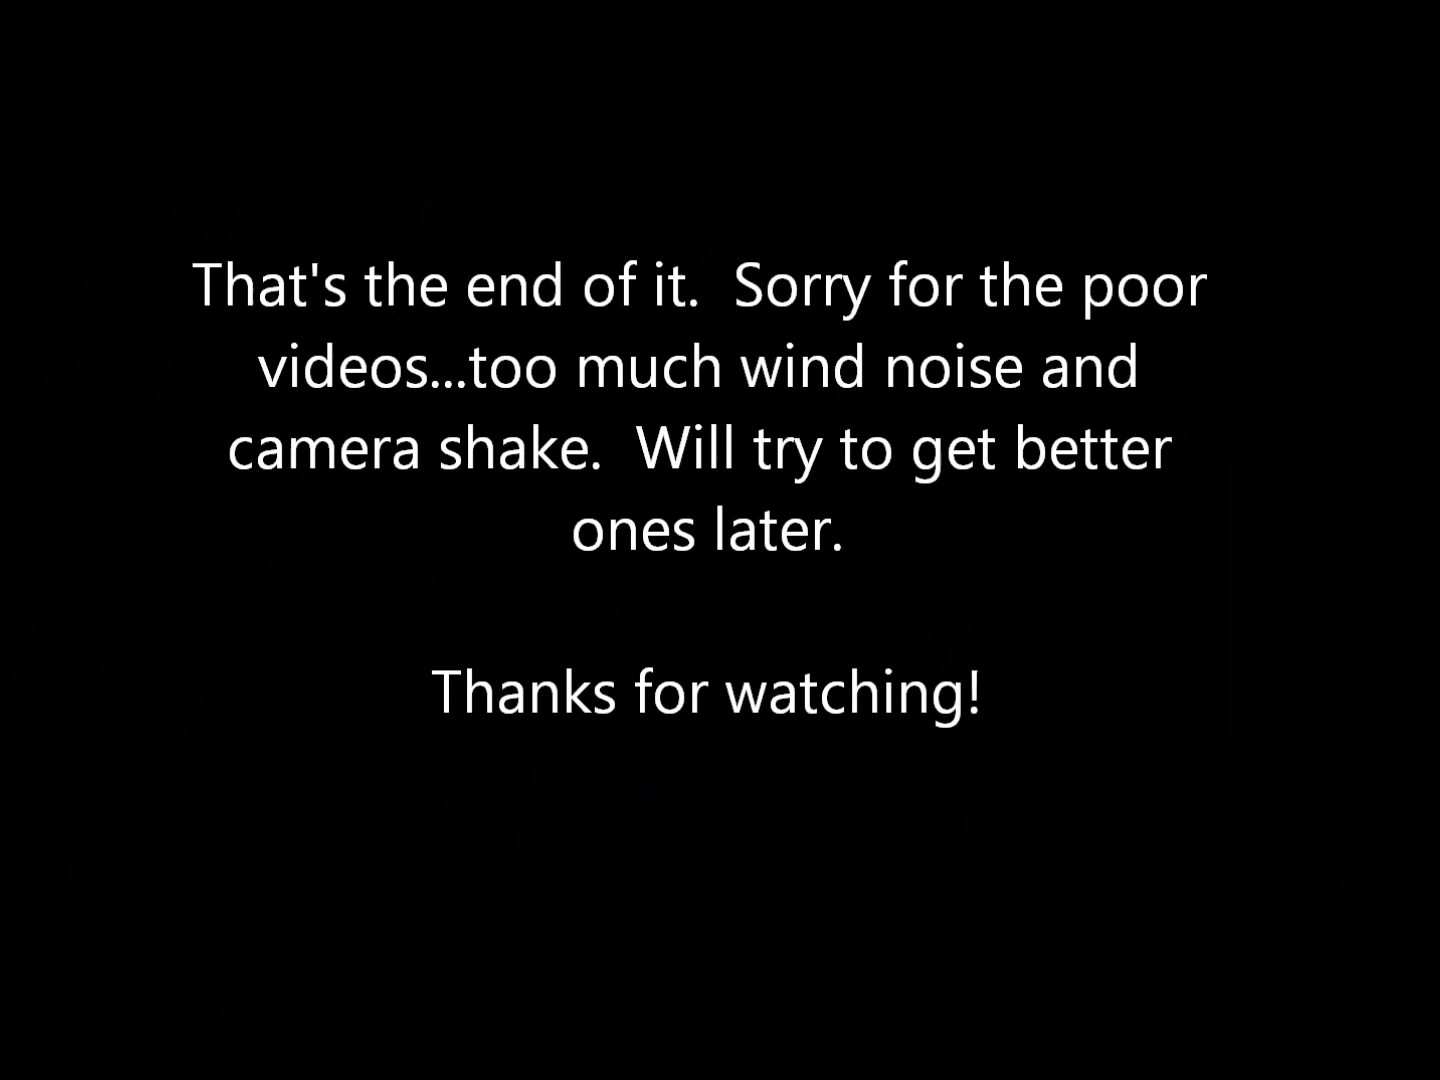 That's the end of it.  Sorry for the poor
videos...too much wind noise and
camera shake.  Will try to get better
ones later.
Thanks for watching!